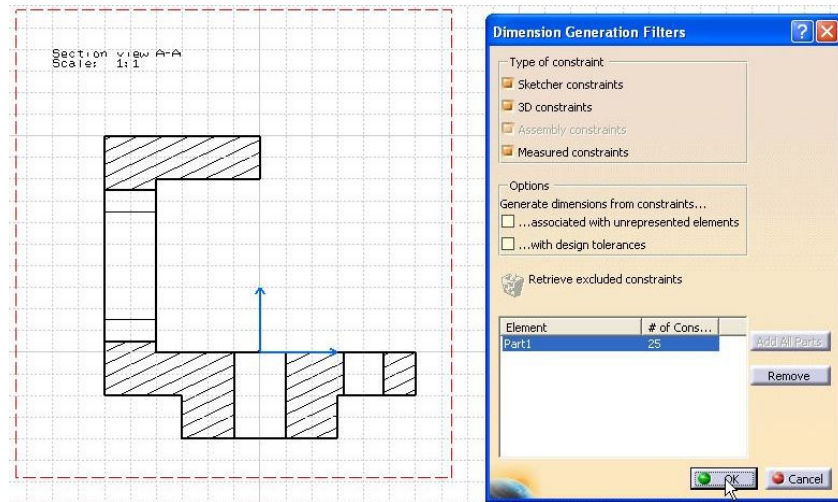 Section view A-A
Scale: 1:1
Dimension Generation Filters
Type of constraint
Sketcher constraints
3D constraints
Assembly constraints
Measured constraints
Options
Generate dimensions from constraints...
...associated with unrepresented elements
...with design tolerances
Retrieve excluded constraints
Element # of Cons...
Part1 25
Add All Parts
Remove
OK Cancel